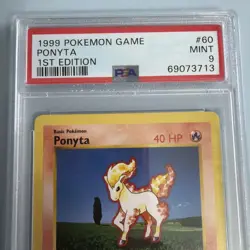 1999 POKEMON GAME #60
PONYTA MINT
1ST EDITION 9
PSA 69073713
Basic Pokémon
Ponyta 40 HP